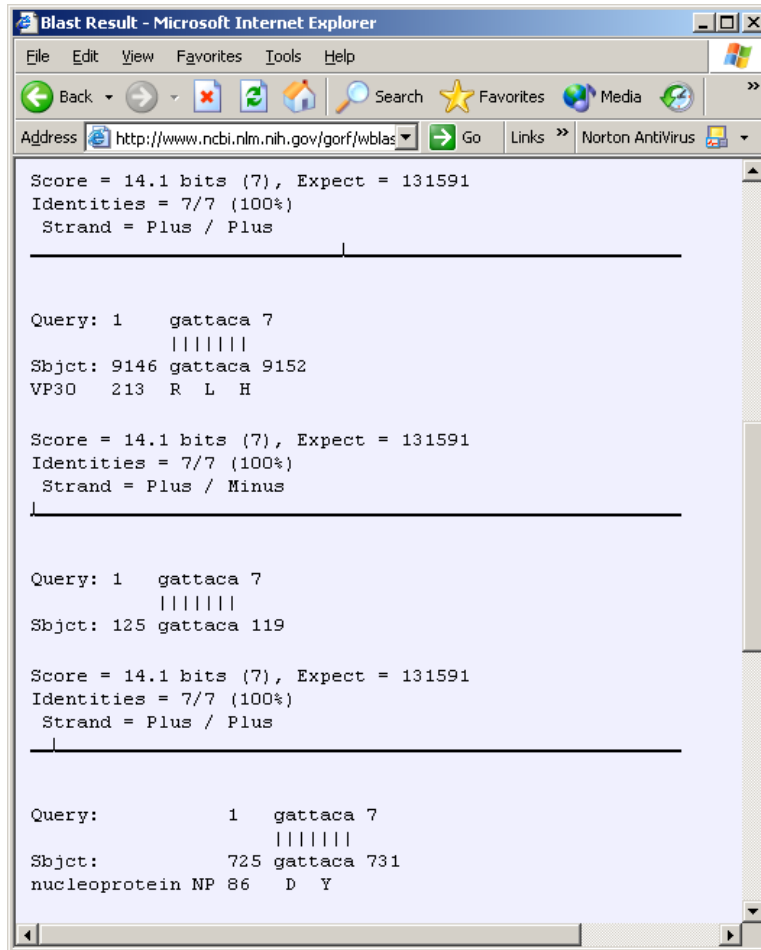 Blast Result - Microsoft Internet Explorer
File Edit View Favorites Tools Help
Back Search Favorites Media »
Address http://www.ncbi.nlm.nih.gov/gorf/wblas Go Links » Norton AntiVirus
Score = 14.1 bits (7), Expect = 131591
Identities = 7/7 (100%)
Strand = Plus / Plus
Query: 1 gattaca 7
|||||||
Sbjct: 9146 gattaca 9152
VP30 213 R L H
Score = 14.1 bits (7), Expect = 131591
Identities = 7/7 (100%)
Strand = Plus / Minus
Query: 1 gattaca 7
|||||||
Sbjct: 125 gattaca 119
Score = 14.1 bits (7), Expect = 131591
Identities = 7/7 (100%)
Strand = Plus / Plus
Query: 1 gattaca 7
|||||||
Sbjct: 725 gattaca 731
nucleoprotein NP 86 D Y